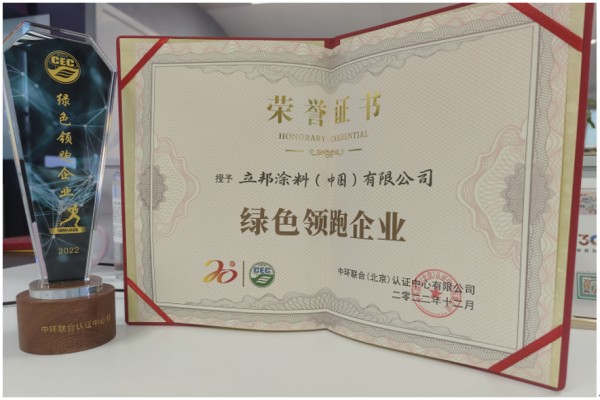 CEC
绿色领跑企业
2022
中环联合认证中心
荣誉证书
HONORARY CREDENTIAL
授予 立邦涂料（中国）有限公司
绿色领跑企业
20
CEC
中环联合(北京)认证中心有限公司
二零二二年十二月
30